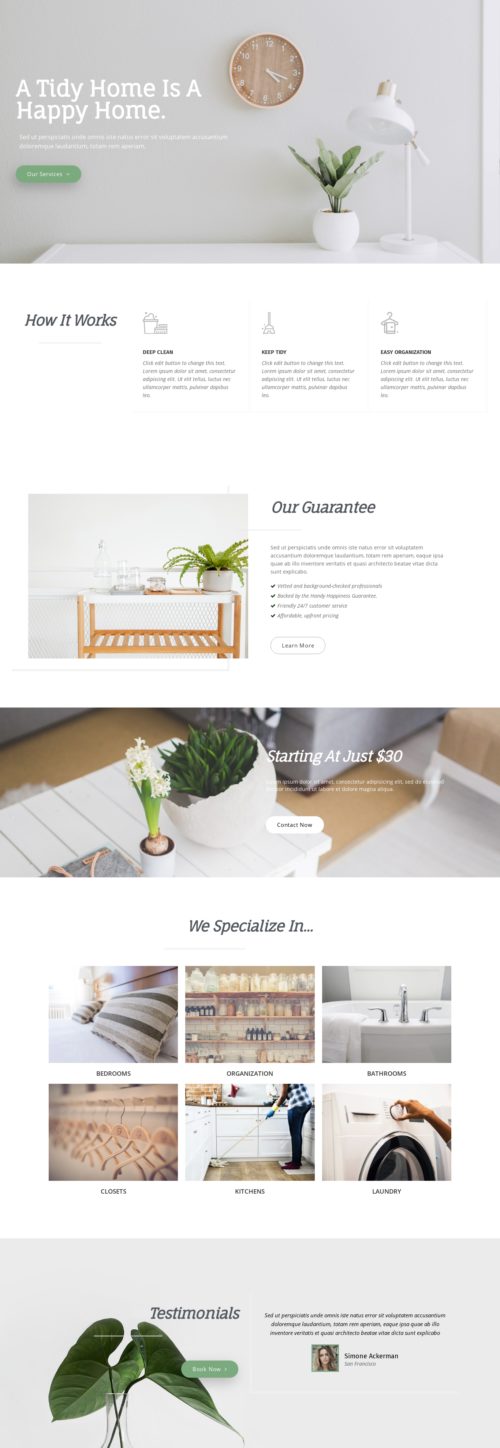 A Tidy Home Is A
Happy Home.
Sed ut perspiciatis unde omnis iste natus error sit voluptatem accusantium
doloremque laudantium, totam rem aperiam.
Our Services
How It Works
DEEP CLEAN
Click edit button to change this text.
Lorem ipsum dolor sit amet, consectetur
adipiscing elit. Ut elit tellus, luctus nec
ullamcorper mattis, pulvinar dapibus
leo.
KEEP TIDY
Click edit button to change this text.
Lorem ipsum dolor sit amet, consectetur
adipiscing elit. Ut elit tellus, luctus nec
ullamcorper mattis, pulvinar dapibus
leo.
EASY ORGANIZATION
Click edit button to change this text.
Lorem ipsum dolor sit amet, consectetur
adipiscing elit. Ut elit tellus, luctus nec
ullamcorper mattis, pulvinar dapibus
leo.
Our Guarantee
Sed ut perspiciatis unde omnis iste natus error sit voluptatem
accusantium doloremque laudantium, totam rem aperiam, eaque ipsa
quae ab illo inventore veritatis et quasi architecto beatae vitae dicta
sunt explicabo.
Vetted and background-checked professionals
Backed by the Handy Happiness Guarantee.
Friendly 24/7 customer service
Affordable, upfront pricing
Learn More
Starting At Just $30
Lorem ipsum dolor sit amet, consectetur adipisicing elit, sed do eiusmod
tempor incididunt ut labore et dolore magna aliqua.
Contact Now
We Specialize In...
BEDROOMS
ORGANIZATION
BATHROOMS
CLOSETS
KITCHENS
LAUNDRY
Testimonials
Book Now
Sed ut perspiciatis unde omnis iste natus error sit voluptatem accusantium
doloremque laudantium, totam rem aperiam, eaque ipsa quae ab illo
inventore veritatis et quasi architecto beatae vitae dicta sunt explicabo
Simone Ackerman
San Francisco